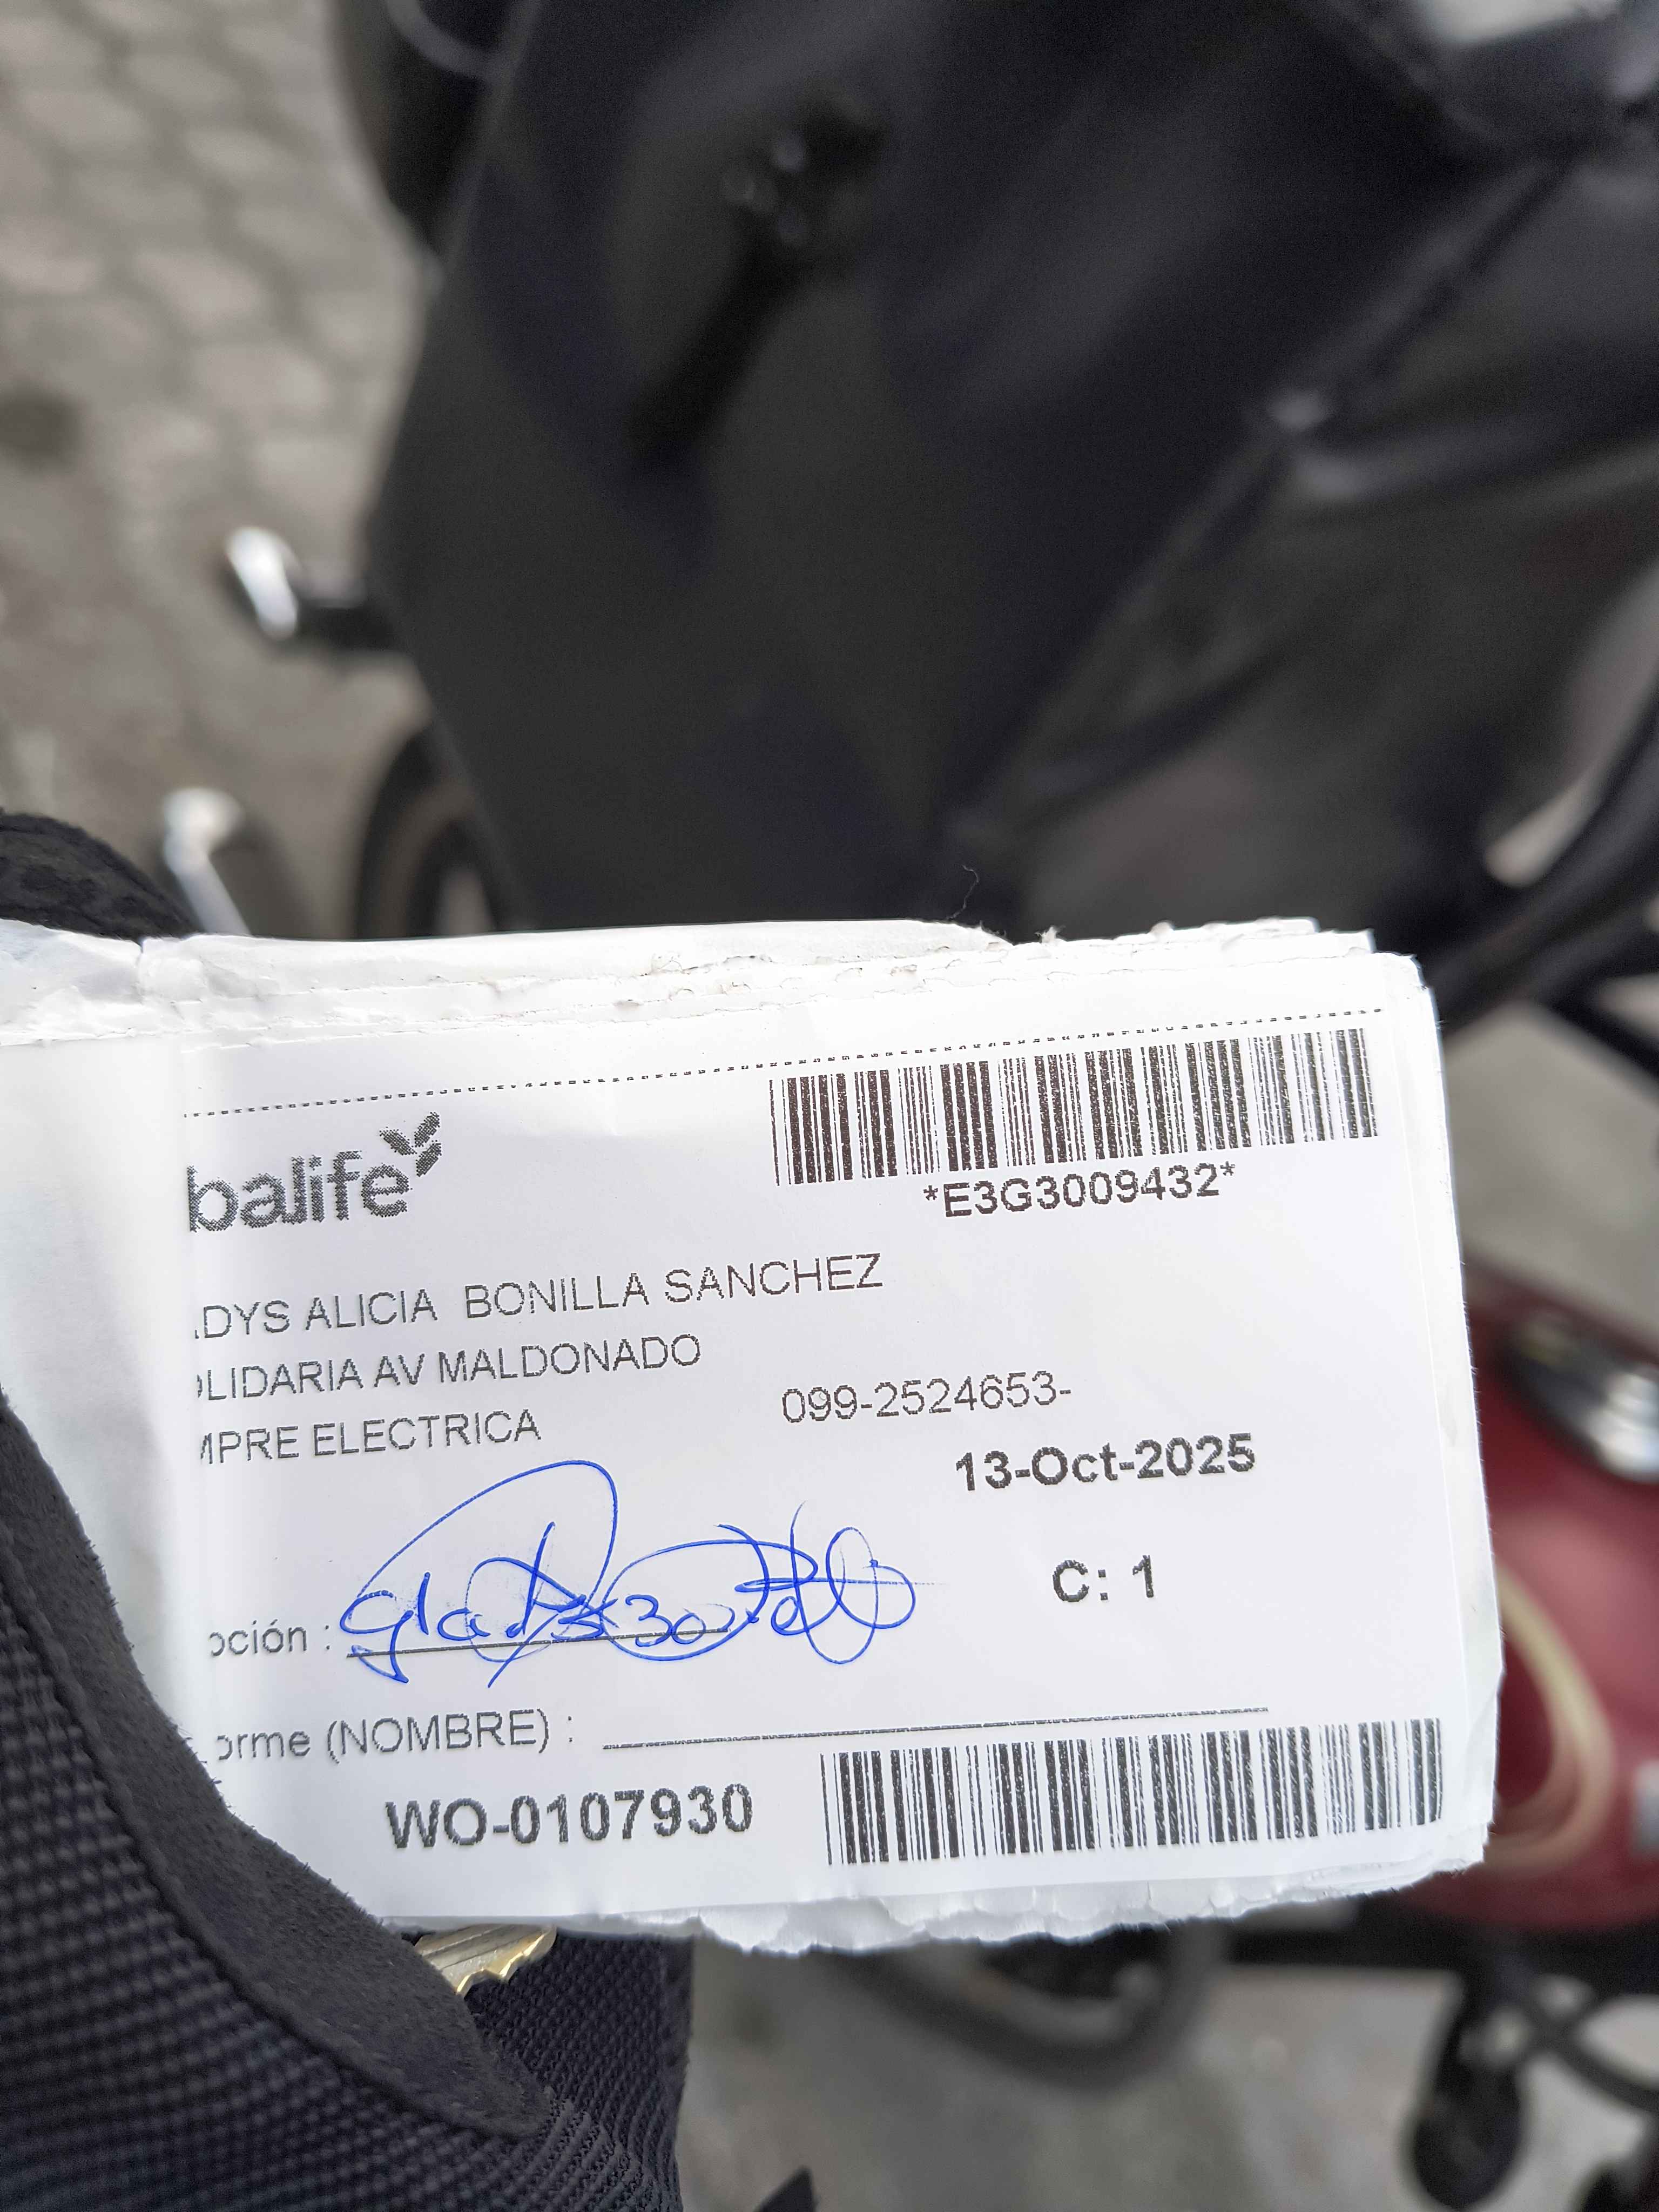 balife
*E3G3009432*
DYS ALICIA BONILLA SANCHEZ
LIDARIA AV MALDONADO
MPRE ELECTRICA
099-2524653-
13-Oct-2025
C: 1
pción :
orme (NOMBRE) :
WO-0107930